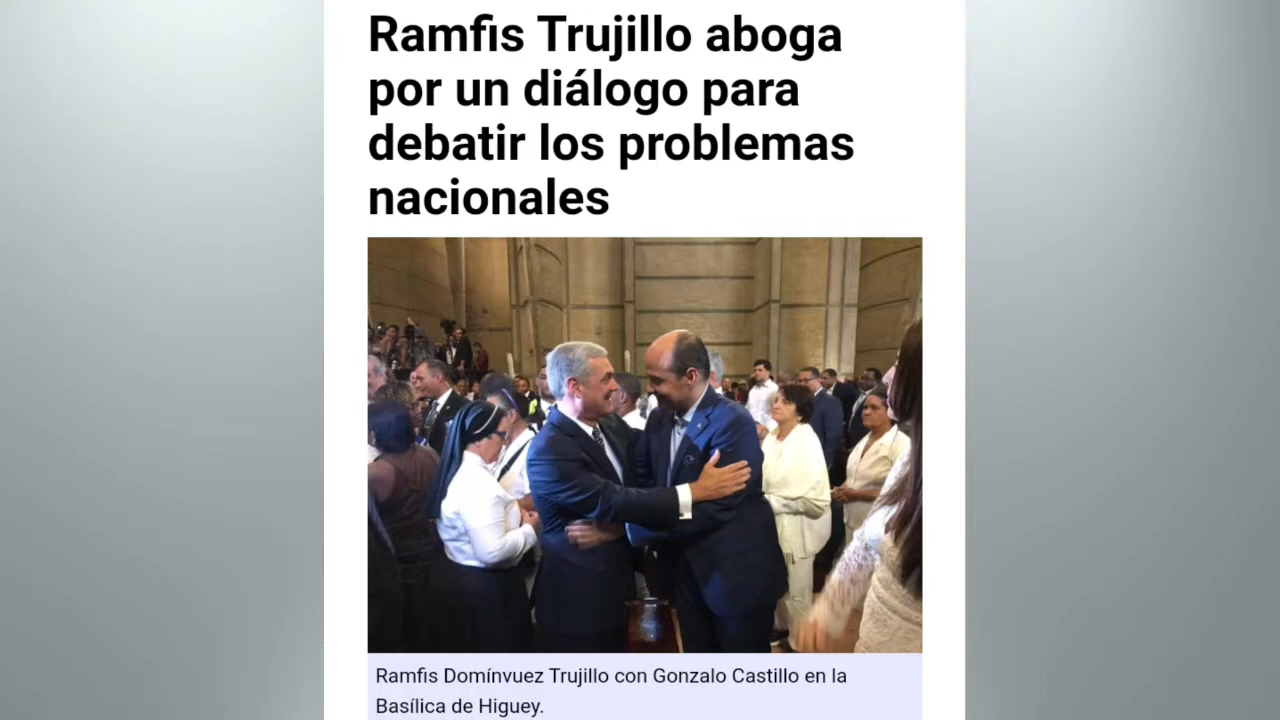 Ramfis Trujillo aboga
por un diálogo para
debatir los problemas
nacionales
Ramfis Domínvuez Trujillo con Gonzalo Castillo en la
Basílica de Higuey.